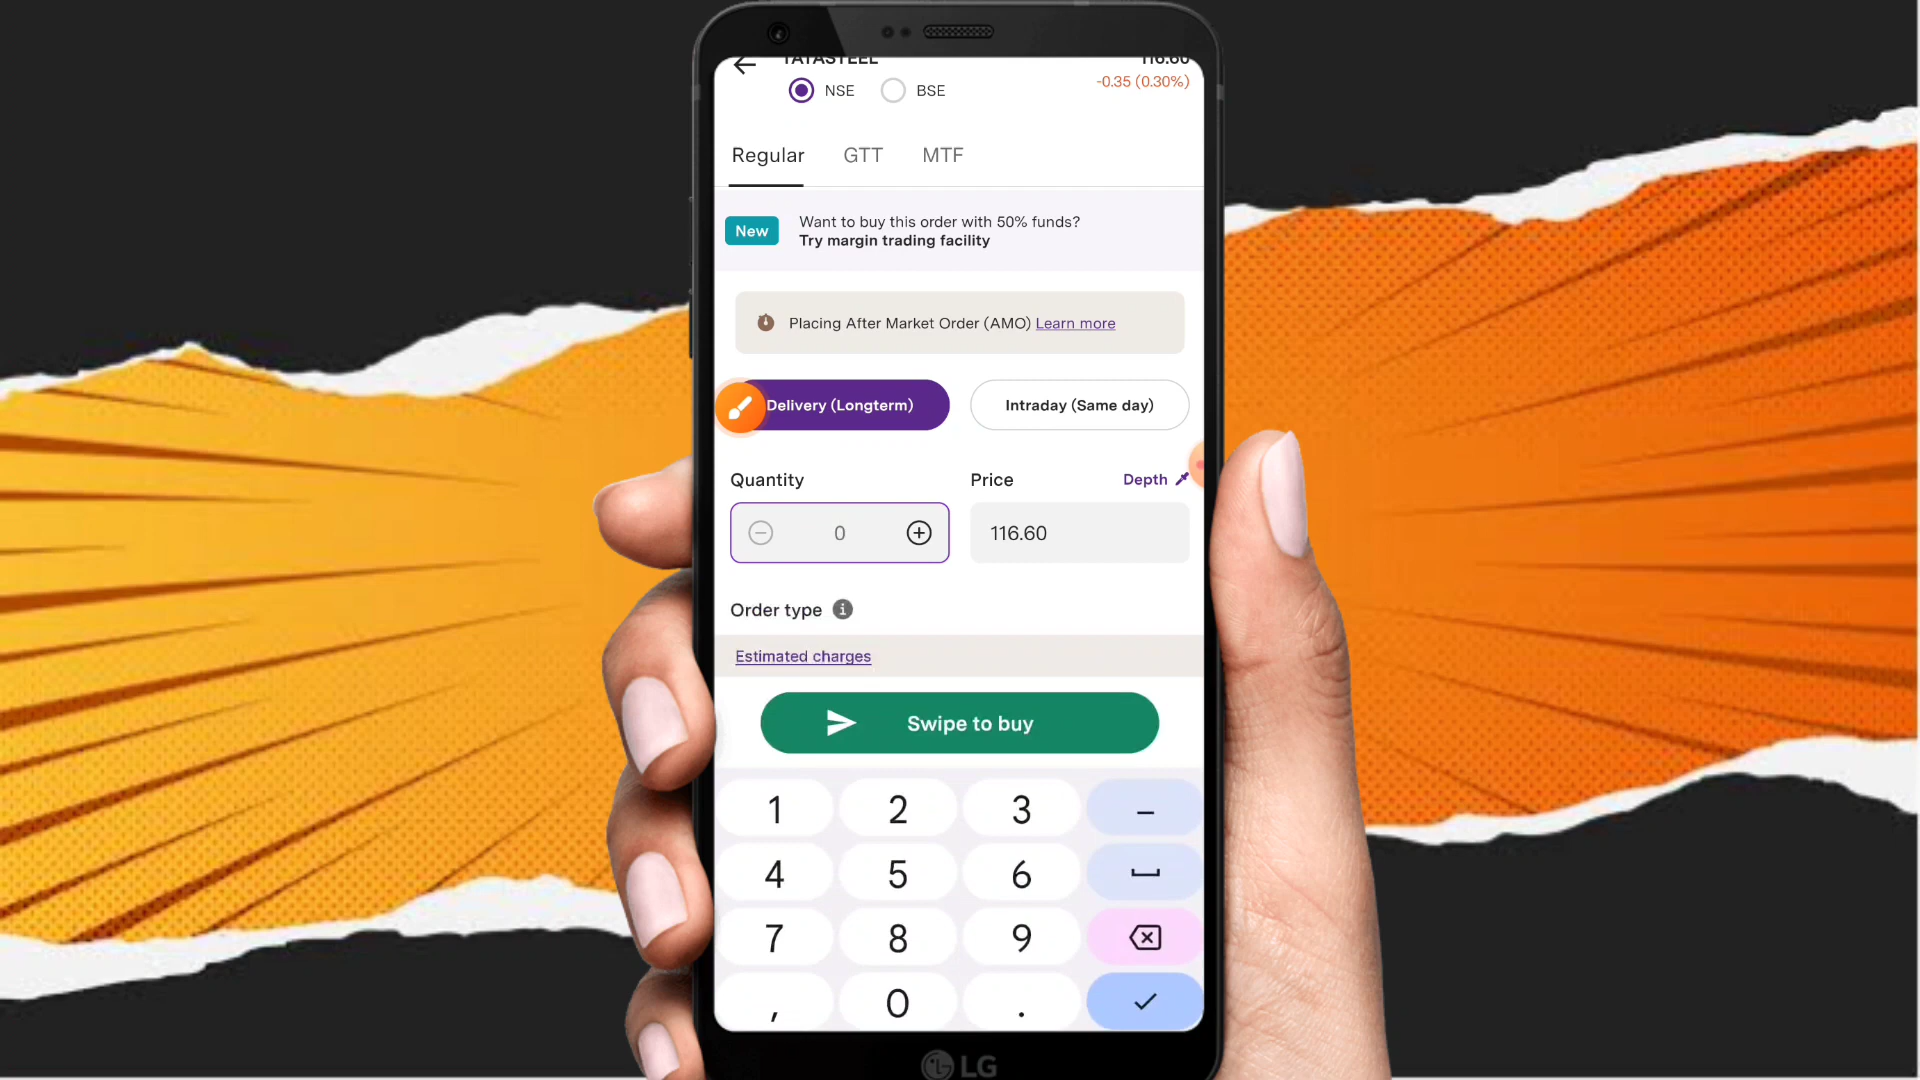 TATASTEEL 116.60
NSE BSE -0.35 (0.30%)
Regular GTT MTF
New Want to buy this order with 50% funds?
Try margin trading facility
Placing After Market Order (AMO) Learn more
Delivery (Longterm) Intraday (Same day)
Quantity Price Depth
0 116.60
Order type i
Estimated charges
Swipe to buy
1 2 3 –
4 5 6
7 8 9
, 0 .
LG